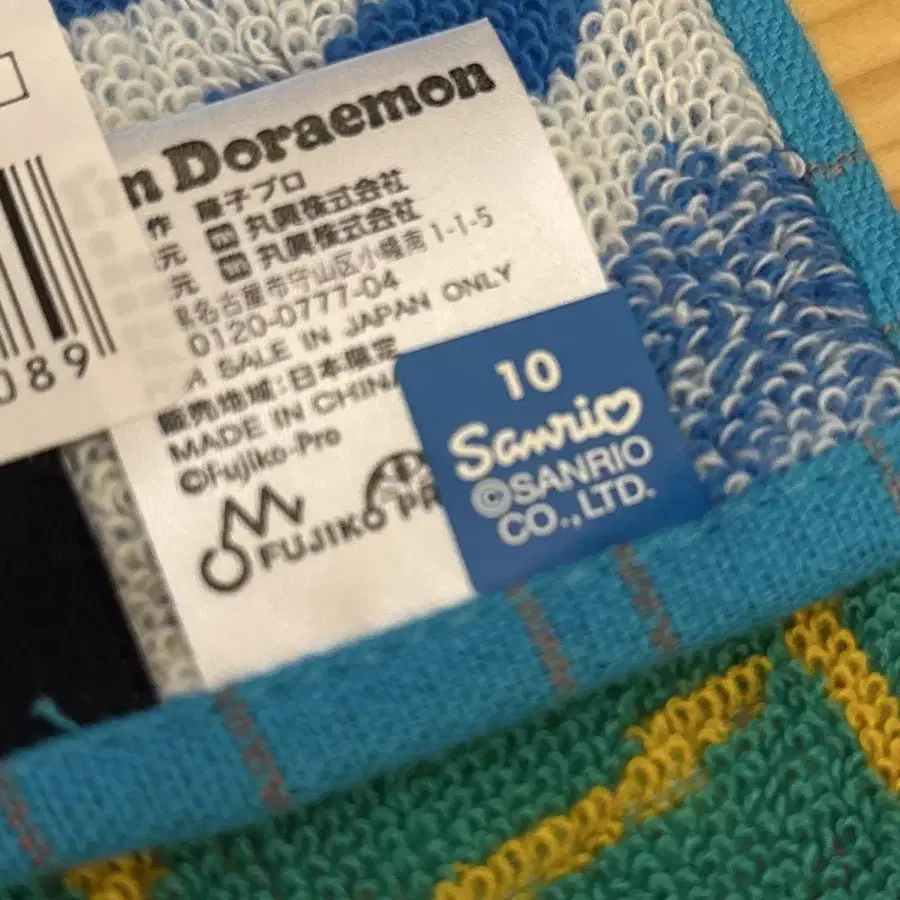 I'm Doraemon
作 藤子プロ
元 丸眞株式会社
元 丸眞株式会社
名古屋市守山区小幡南1-1-5
0120-0777-04
A SALE IN JAPAN ONLY
販売地域:日本限定
MADE IN CHINA
©Fujiko-Pro
FUJIKO PR
10
Sanrio
©SANRIO
CO.,LTD.
089